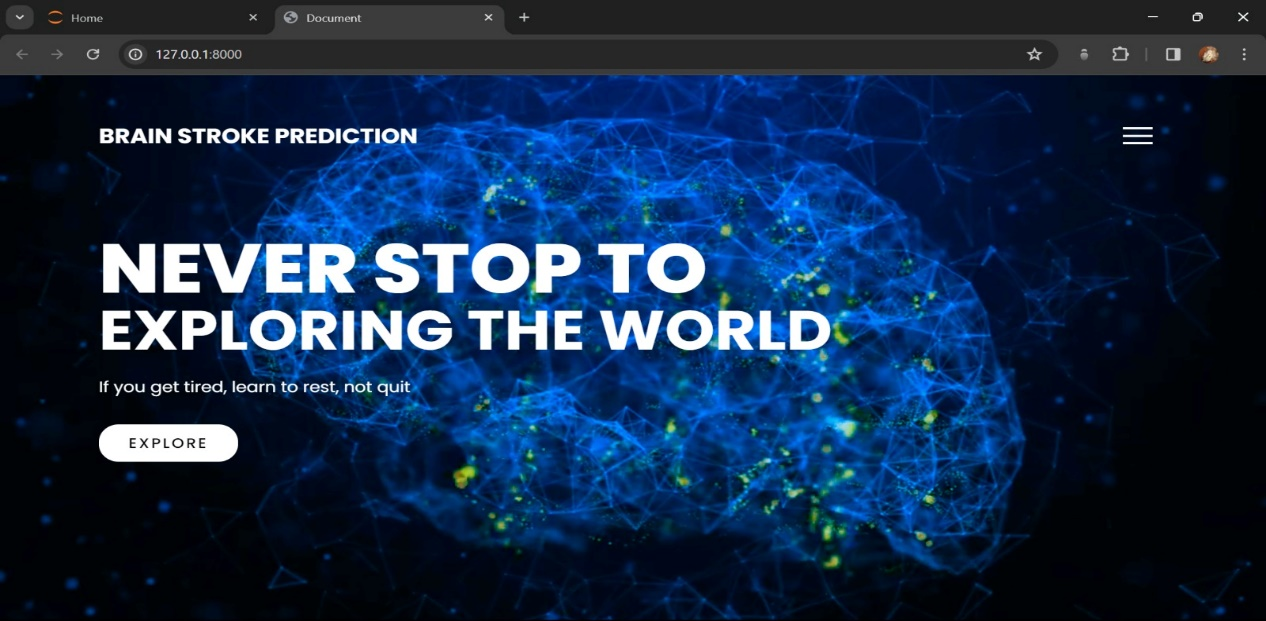 Home
Document
127.0.0.1:8000
BRAIN STROKE PREDICTION
NEVER STOP TO
EXPLORING THE WORLD
If you get tired, learn to rest, not quit
EXPLORE